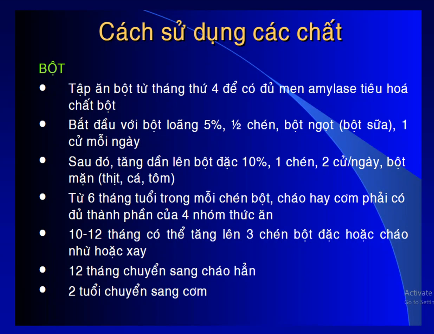 Cách sử dụng các chất
BỘT
● Tập ăn bột từ tháng thứ 4 để có đủ men amylase tiêu hoá
chất bột
● Bắt đầu với bột loãng 5%, ½ chén, bột ngọt (bột sữa), 1
cử mỗi ngày
● Sau đó, tăng dần lên bột đặc 10%, 1 chén, 2 cử/ngày, bột
mặn (thịt, cá, tôm)
● Từ 6 tháng tuổi trong mỗi chén bột, cháo hay cơm phải có
đủ thành phần của 4 nhóm thức ăn
● 10-12 tháng có thể tăng lên 3 chén bột đặc hoặc cháo
nhừ hoặc xay
● 12 tháng chuyển sang cháo hẳn
● 2 tuổi chuyển sang cơm
Activate
Go to Settin